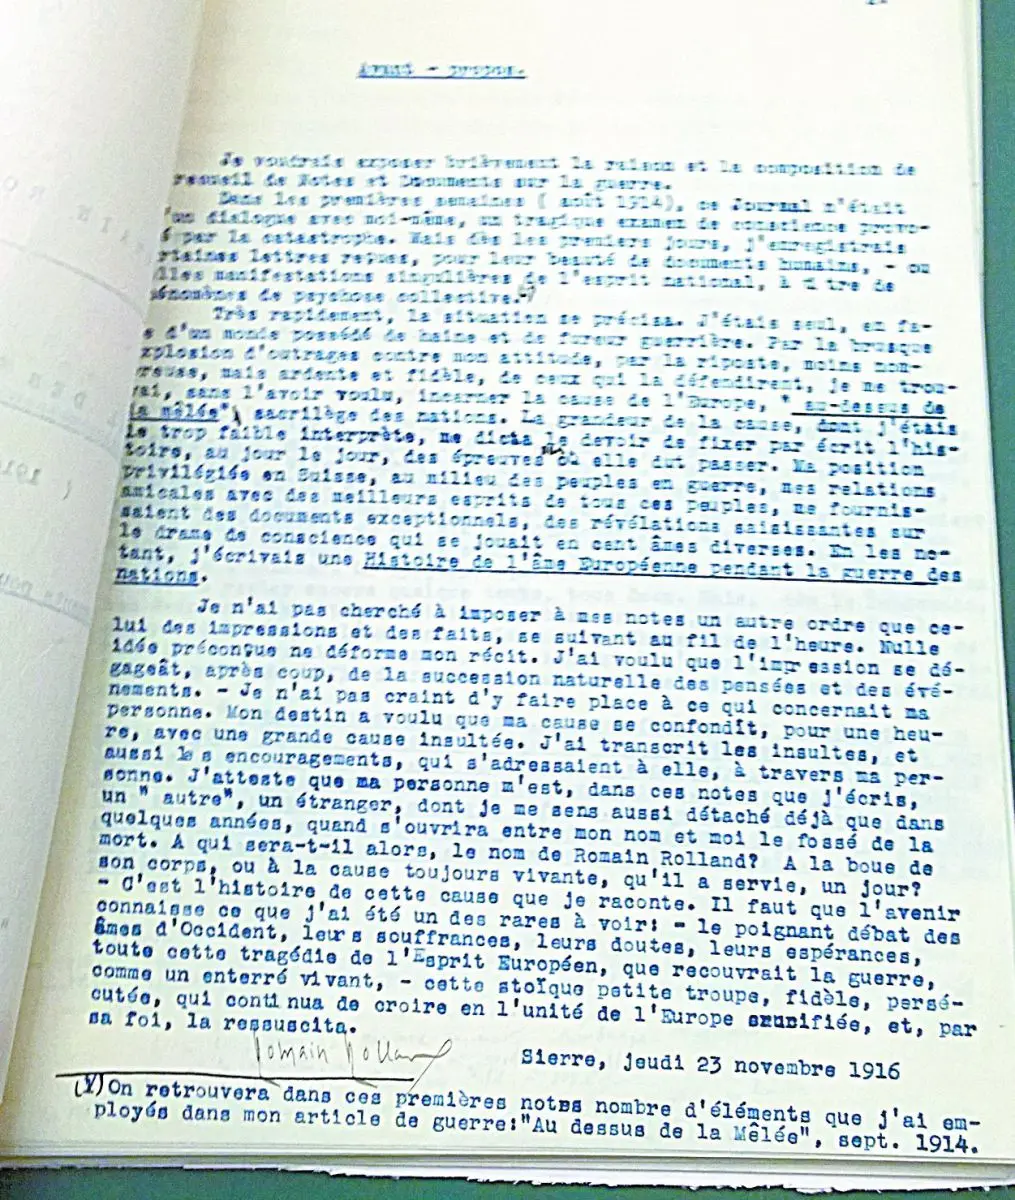 Avant - propos.
Je voudrais exposer brièvement la raison et la composition de
recueil de Notes et Documents sur la guerre.
Dans les premières semaines ( août 1914), ce Journal n'était
'un dialogue avec moi-même, un tragique examen de conscience provo-
é par la catastrophe. Mais dès les premiers jours, j'enregistrais
rtaines lettres reçues, pour leur beauté de documents humains, - ou
lles manifestations singulières de l'esprit national, à titre de
énomènes de psychose collective.
Très rapidement, la situation se précisa. J'étais seul, en fa-
e d'un monde possédé de haine et de fureur guerrière. Par la brusque
xplosion d'outrages contre mon attitude, par la riposte, moins nom-
breuse, mais ardente et fidèle, de ceux qui la défendirent, je me trou-
vai, sans l'avoir voulu, incarner la cause de l'Europe, " au-dessus de
la mêlée", sacrilège des nations. La grandeur de la cause, dont j'étais
le trop faible interprète, me dicta le devoir de fixer par écrit l'his-
toire, au jour le jour, des épreuves où elle dut passer. Ma position
privilégiée en Suisse, au milieu des peuples en guerre, mes relations
amicales avec des meilleurs esprits de tous ces peuples, me fournis-
saient des documents exceptionnels, des révélations saisissantes sur
le drame de conscience qui se jouait en cent âmes diverses. En les no-
tant, j'écrivais une Histoire de l'âme Européenne pendant la guerre des
nations.
Je n'ai pas cherché à imposer à mes notes un autre ordre que ce-
lui des impressions et des faits, se suivant au fil de l'heure. Nulle
idée préconçue ne déforme mon récit. J'ai voulu que l'impression se dé-
gageât, après coup, de la succession naturelle des pensées et des évé-
nements. - Je n'ai pas craint d'y faire place à ce qui concernait ma
personne. Mon destin a voulu que ma cause se confondît, pour une heu-
re, avec une grande cause insultée. J'ai transcrit les insultes, et
aussi les encouragements, qui s'adressaient à elle, à travers ma per-
sonne. J'atteste que ma personne m'est, dans ces notes que j'écris,
un " autre", un étranger, dont je me sens aussi détaché déjà que dans
quelques années, quand s'ouvrira entre mon nom et moi le fossé de la
mort. A qui sera-t-il alors, le nom de Romain Rolland? A la boue de
son corps, ou à la cause toujours vivante, qu'il a servie, un jour?
- C'est l'histoire de cette cause que je raconte. Il faut que l'avenir
connaisse ce que j'ai été un des rares à voir: - le poignant débat des
âmes d'Occident, leurs souffrances, leurs doutes, leurs espérances,
toute cette tragédie de l'Esprit Européen, que recouvrait la guerre,
comme un enterré vivant, - cette stoïque petite troupe, fidèle, persé-
cutée, qui continua de croire en l'unité de l'Europe crucifiée, et, par
sa foi, la ressuscita.
Romain Rolland
Sierre, jeudi 23 novembre 1916
(1) On retrouvera dans ces premières notes nombre d'éléments que j'ai em-
ployés dans mon article de guerre:"Au dessus de la Mêlée", sept. 1914.